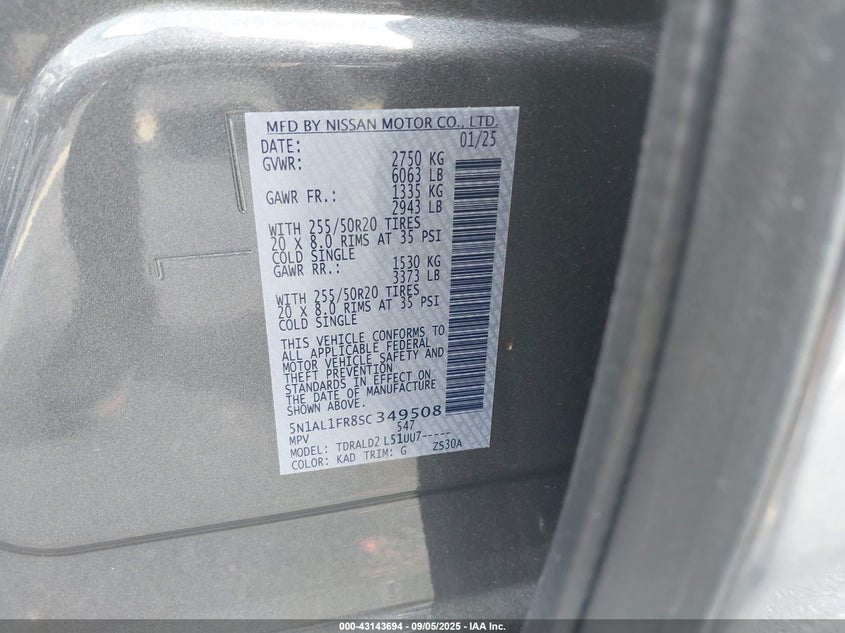 MFD BY NISSAN MOTOR CO., LTD.
DATE: 01/25
GVWR: 2750 KG
6063 LB
GAWR FR.: 1335 KG
2943 LB
WITH 255/50R20 TIRES
20 X 8.0 RIMS AT 35 PSI
COLD SINGLE
GAWR RR.: 1530 KG
3373 LB
WITH 255/50R20 TIRES
20 X 8.0 RIMS AT 35 PSI
COLD SINGLE
THIS VEHICLE CONFORMS TO
ALL APPLICABLE FEDERAL
MOTOR VEHICLE SAFETY AND
THEFT PREVENTION
STANDARDS IN EFFECT ON
THE DATE OF MANUFACTURE
SHOWN ABOVE.
5N1AL1FR8SC349508
MPV 547
MODEL: TDRALD2 L51UU7-----
COLOR: KAD TRIM: G ZS30A
000-43143694 - 09/05/2025 - IAA Inc.